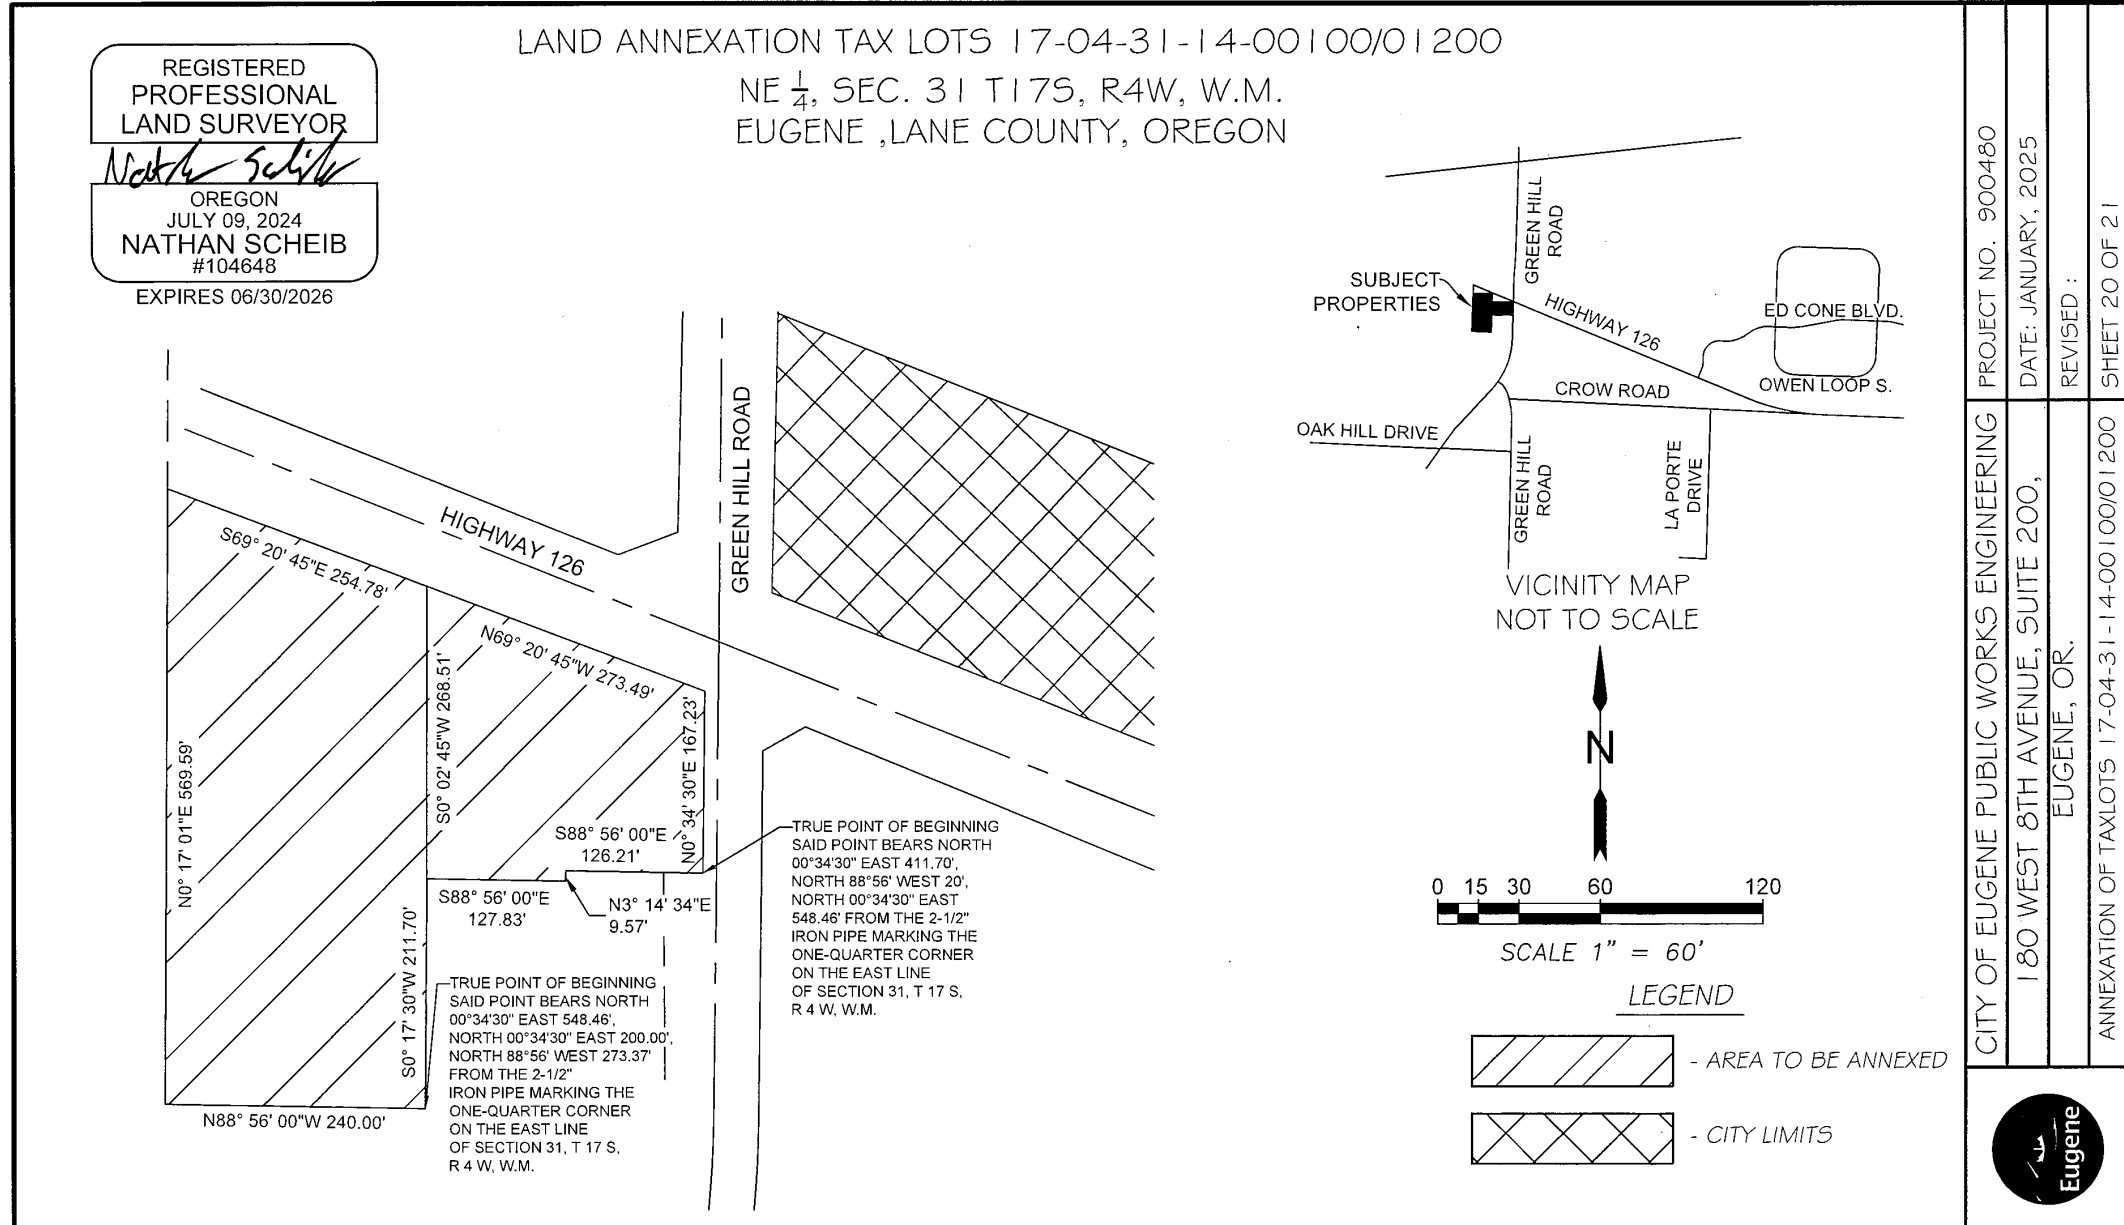 LAND ANNEXATION TAX LOTS 17-04-31-14-00100/01200
NE 1/4, SEC. 31 T17S, R4W, W.M.
EUGENE ,LANE COUNTY, OREGON
REGISTERED
PROFESSIONAL
LAND SURVEYOR
OREGON
JULY 09, 2024
NATHAN SCHEIB
#104648
EXPIRES 06/30/2026
HIGHWAY 126
GREEN HILL ROAD
S69° 20' 45"E 254.78'
N69° 20' 45"W 273.49'
S0° 02' 45"W 268.51'
N0° 17' 01"E 569.59'
N0° 34' 30"E 167.23'
S88° 56' 00"E
126.21'
S88° 56' 00"E
127.83'
N3° 14' 34"E
9.57'
S0° 17' 30"W 211.70'
N88° 56' 00"W 240.00'
TRUE POINT OF BEGINNING
SAID POINT BEARS NORTH
00°34'30" EAST 411.70',
NORTH 88°56' WEST 20',
NORTH 00°34'30" EAST
548.46' FROM THE 2-1/2"
IRON PIPE MARKING THE
ONE-QUARTER CORNER
ON THE EAST LINE
OF SECTION 31, T 17 S,
R 4 W, W.M.
TRUE POINT OF BEGINNING
SAID POINT BEARS NORTH
00°34'30" EAST 548.46',
NORTH 00°34'30" EAST 200.00',
NORTH 88°56' WEST 273.37'
FROM THE 2-1/2"
IRON PIPE MARKING THE
ONE-QUARTER CORNER
ON THE EAST LINE
OF SECTION 31, T 17 S,
R 4 W, W.M.
GREEN HILL
ROAD
SUBJECT
PROPERTIES
HIGHWAY 126
ED CONE BLVD.
OWEN LOOP S.
CROW ROAD
OAK HILL DRIVE
GREEN HILL
ROAD
LA PORTE
DRIVE
VICINITY MAP
NOT TO SCALE
N
0 15 30 60 120
SCALE 1" = 60'
LEGEND
- AREA TO BE ANNEXED
- CITY LIMITS
PROJECT NO. 900480
DATE: JANUARY, 2025
REVISED :
SHEET 20 OF 21
CITY OF EUGENE PUBLIC WORKS ENGINEERING
180 WEST 8TH AVENUE, SUITE 200,
EUGENE, OR.
ANNEXATION OF TAXLOTS 17-04-31-14-00100/01200
Eugene